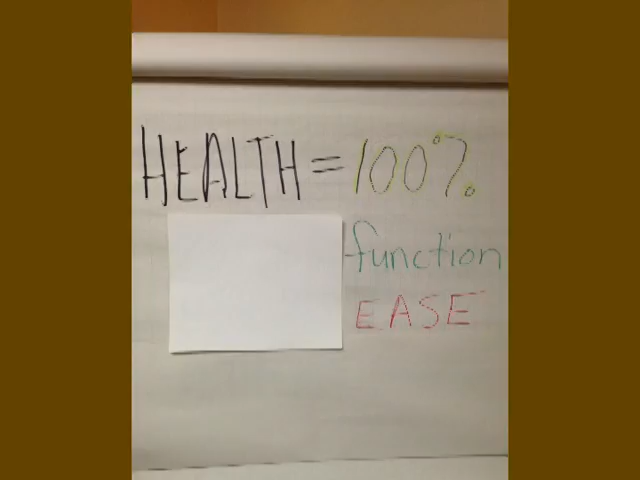 HEALTH = 100%
function
EASE